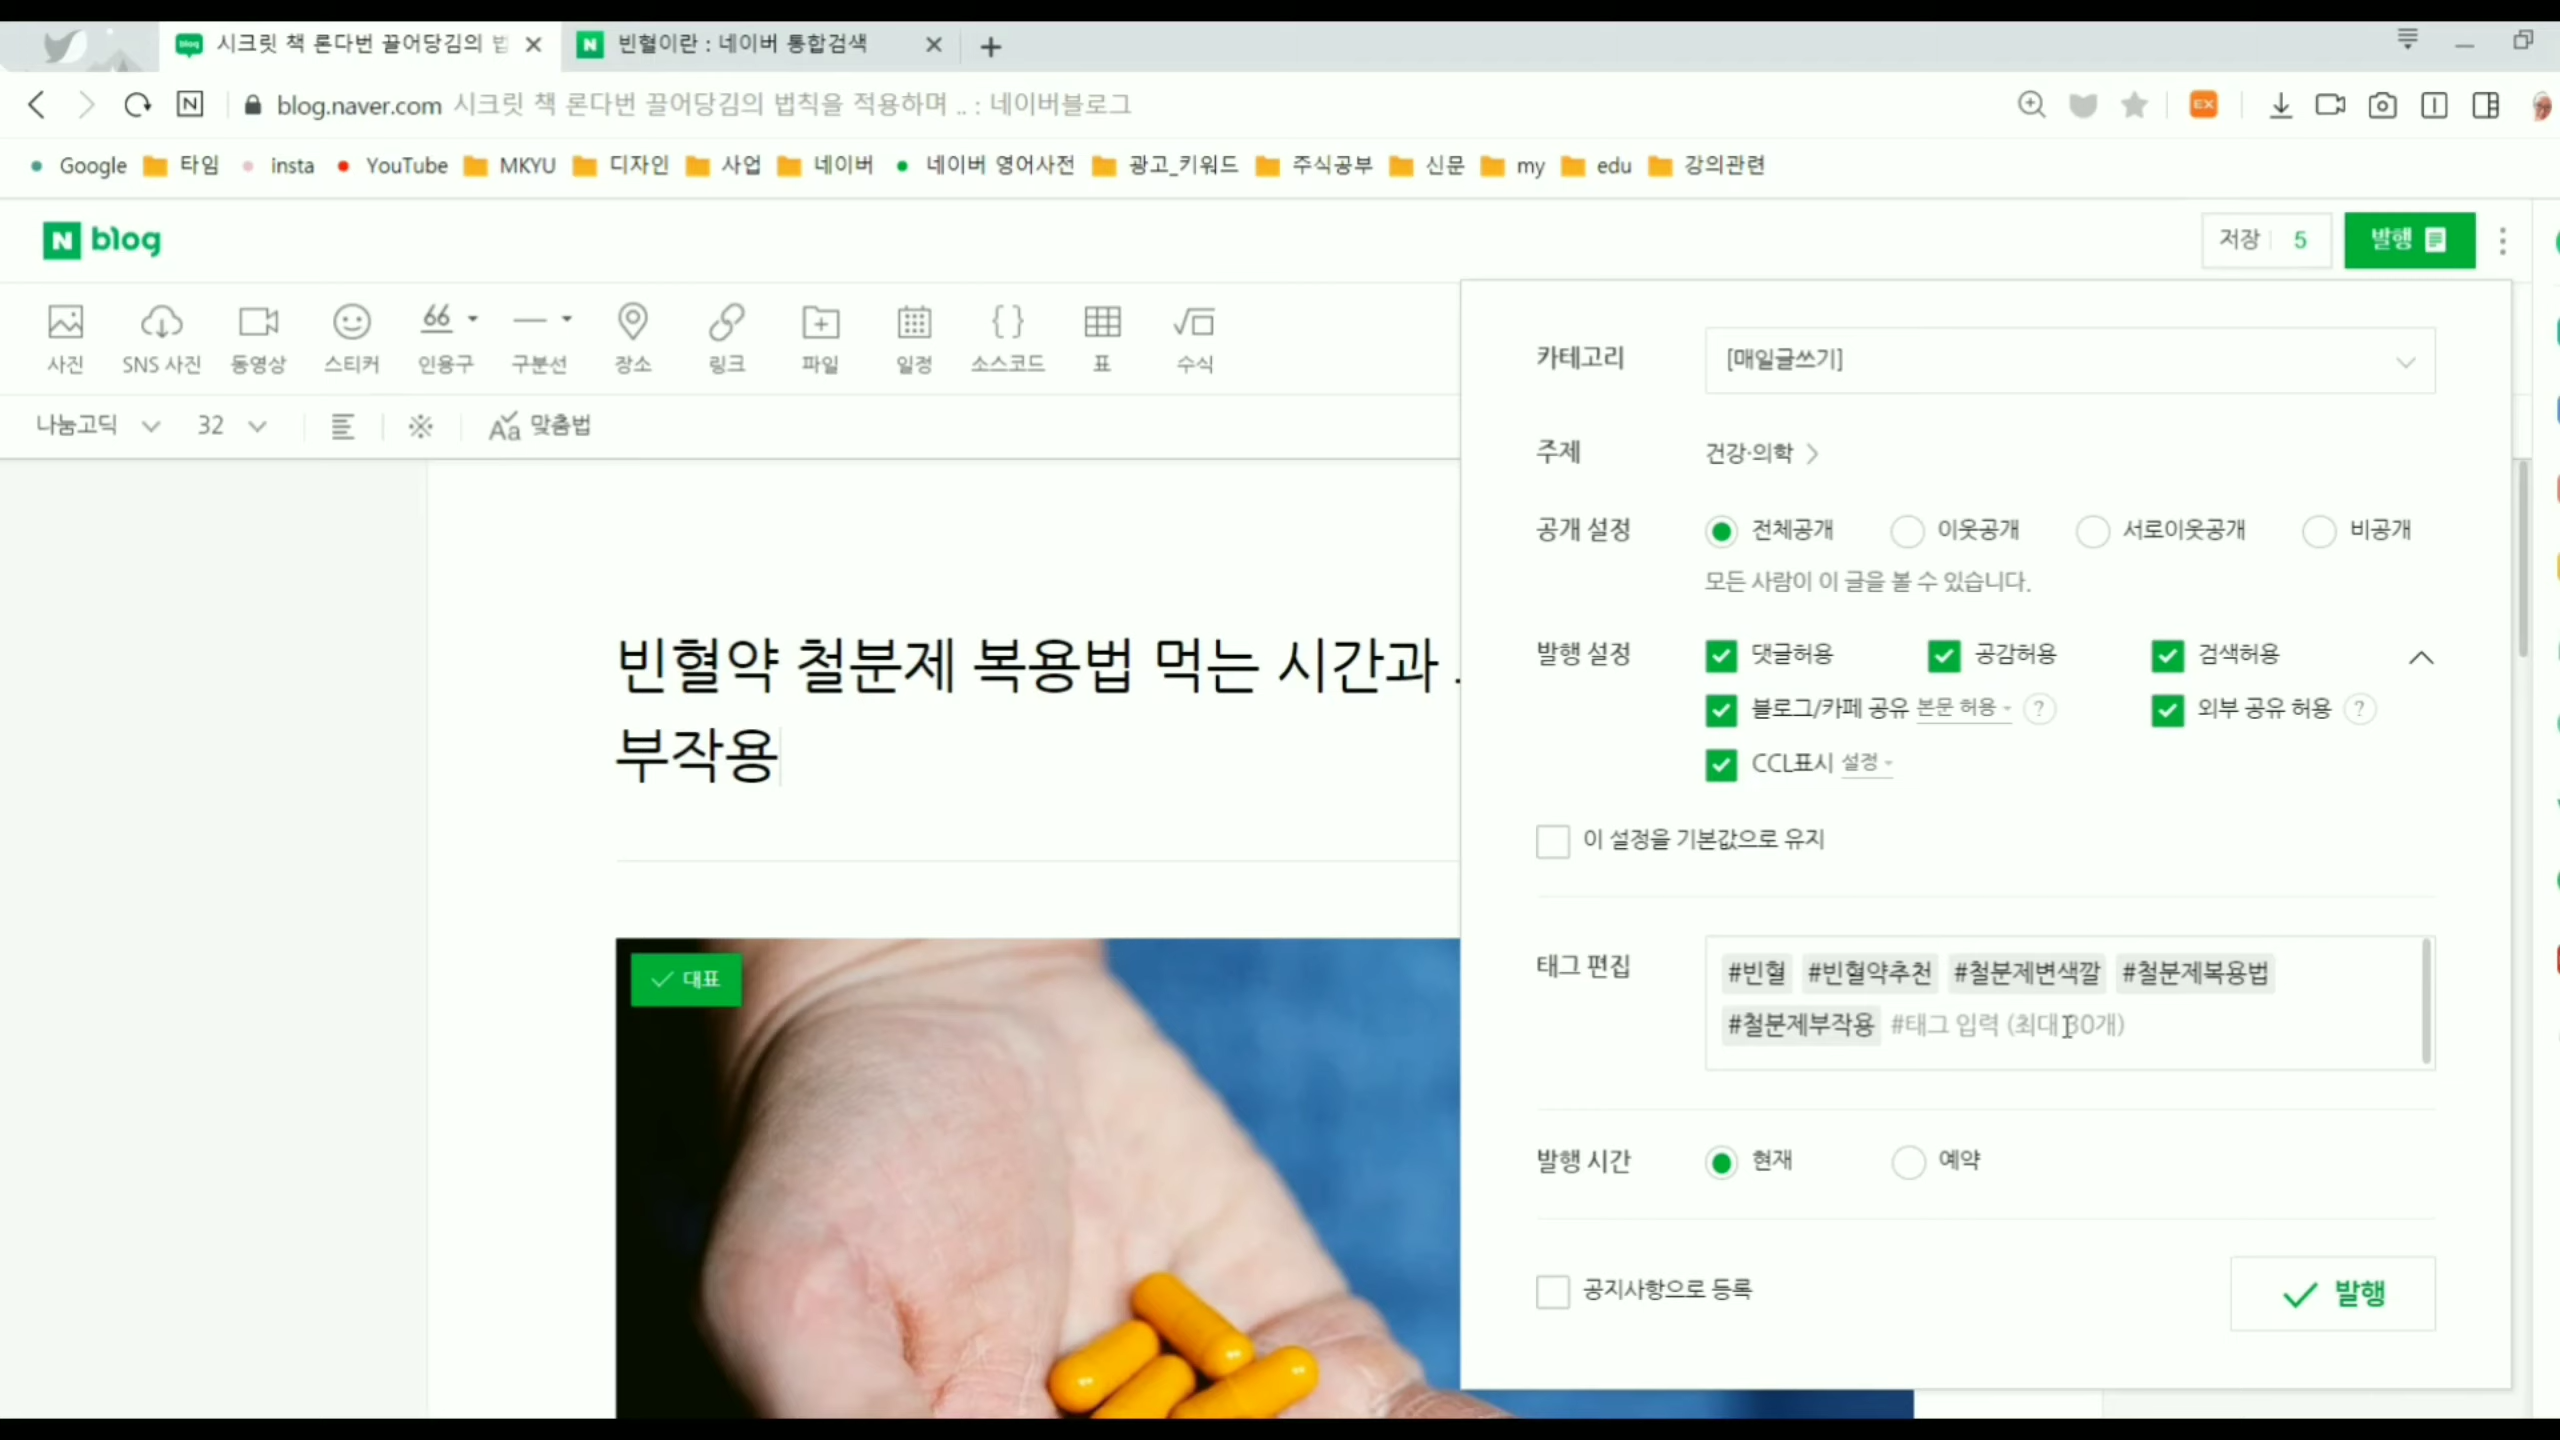 시크릿 책 론다번 끌어당김의 법
빈혈이란 : 네이버 통합검색
blog.naver.com 시크릿 책 론다번 끌어당김의 법칙을 적용하며 .. : 네이버블로그
EX
Google 타임 insta YouTube MKYU 디자인 사업 네이버 네이버 영어사전 광고_키워드 주식공부 신문 my edu 강의관련
N blog
저장 5 발행
사진 SNS 사진 동영상 스티커 인용구 구분선 장소 링크 파일 일정 소스코드 표 수식
나눔고딕 32 맞춤법
빈혈약 철분제 복용법 먹는 시간과
부작용
대표
카테고리 [매일글쓰기]
주제 건강·의학
공개 설정 전체공개 이웃공개 서로이웃공개 비공개
모든 사람이 이 글을 볼 수 있습니다.
발행 설정 댓글허용 공감허용 검색허용
블로그/카페 공유 본문 허용 ? 외부 공유 허용 ?
CCL표시 설정
이 설정을 기본값으로 유지
태그 편집 #빈혈 #빈혈약추천 #철분제변색깔 #철분제복용법
#철분제부작용 #태그 입력 (최대 30개)
발행 시간 현재 예약
공지사항으로 등록
발행